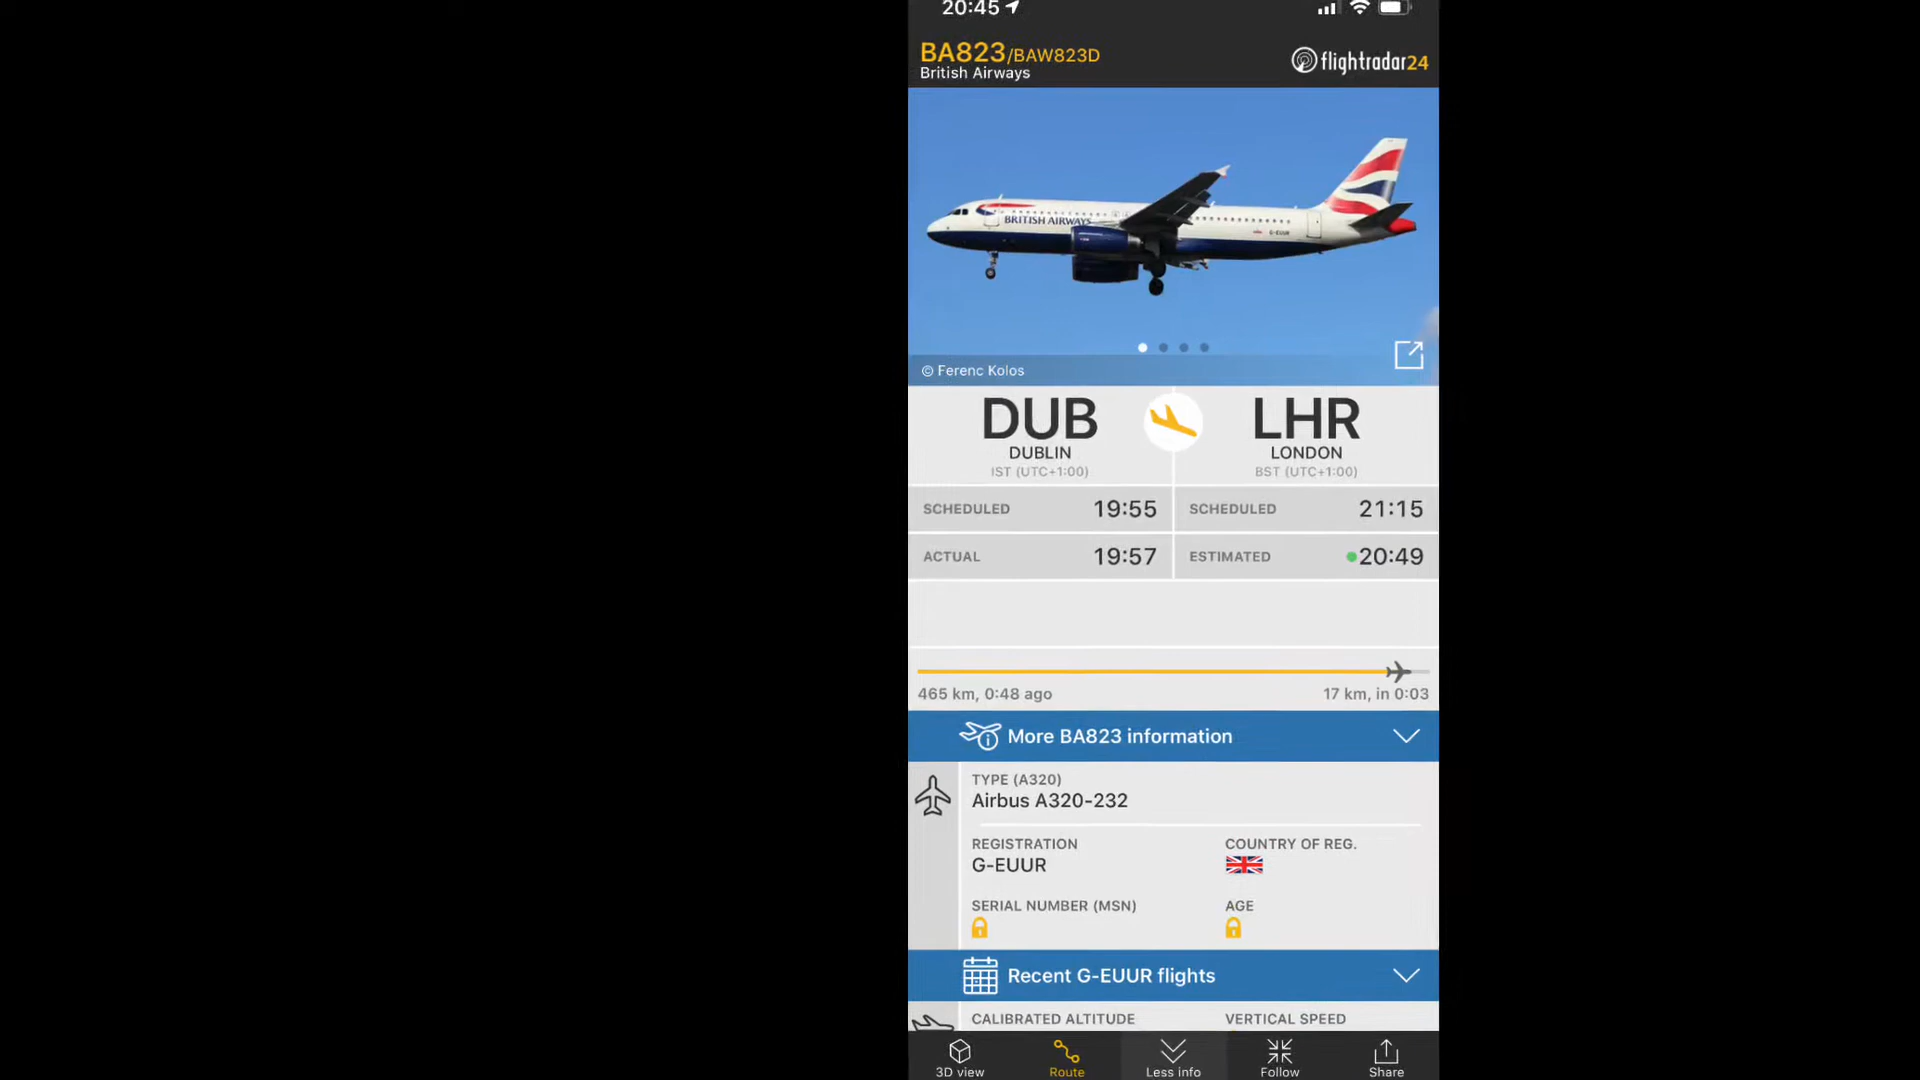 20:45
BA823/BAW823D
British Airways
flightradar24
BRITISH AIRWAYS
G-EUUR
© Ferenc Kolos
DUB
DUBLIN
IST (UTC+1:00)
LHR
LONDON
BST (UTC+1:00)
SCHEDULED 19:55
SCHEDULED 21:15
ACTUAL 19:57
ESTIMATED 20:49
465 km, 0:48 ago
17 km, in 0:03
More BA823 information
TYPE (A320)
Airbus A320-232
REGISTRATION
G-EUUR
COUNTRY OF REG.
SERIAL NUMBER (MSN)
AGE
Recent G-EUUR flights
CALIBRATED ALTITUDE
VERTICAL SPEED
3D view
Route
Less info
Follow
Share